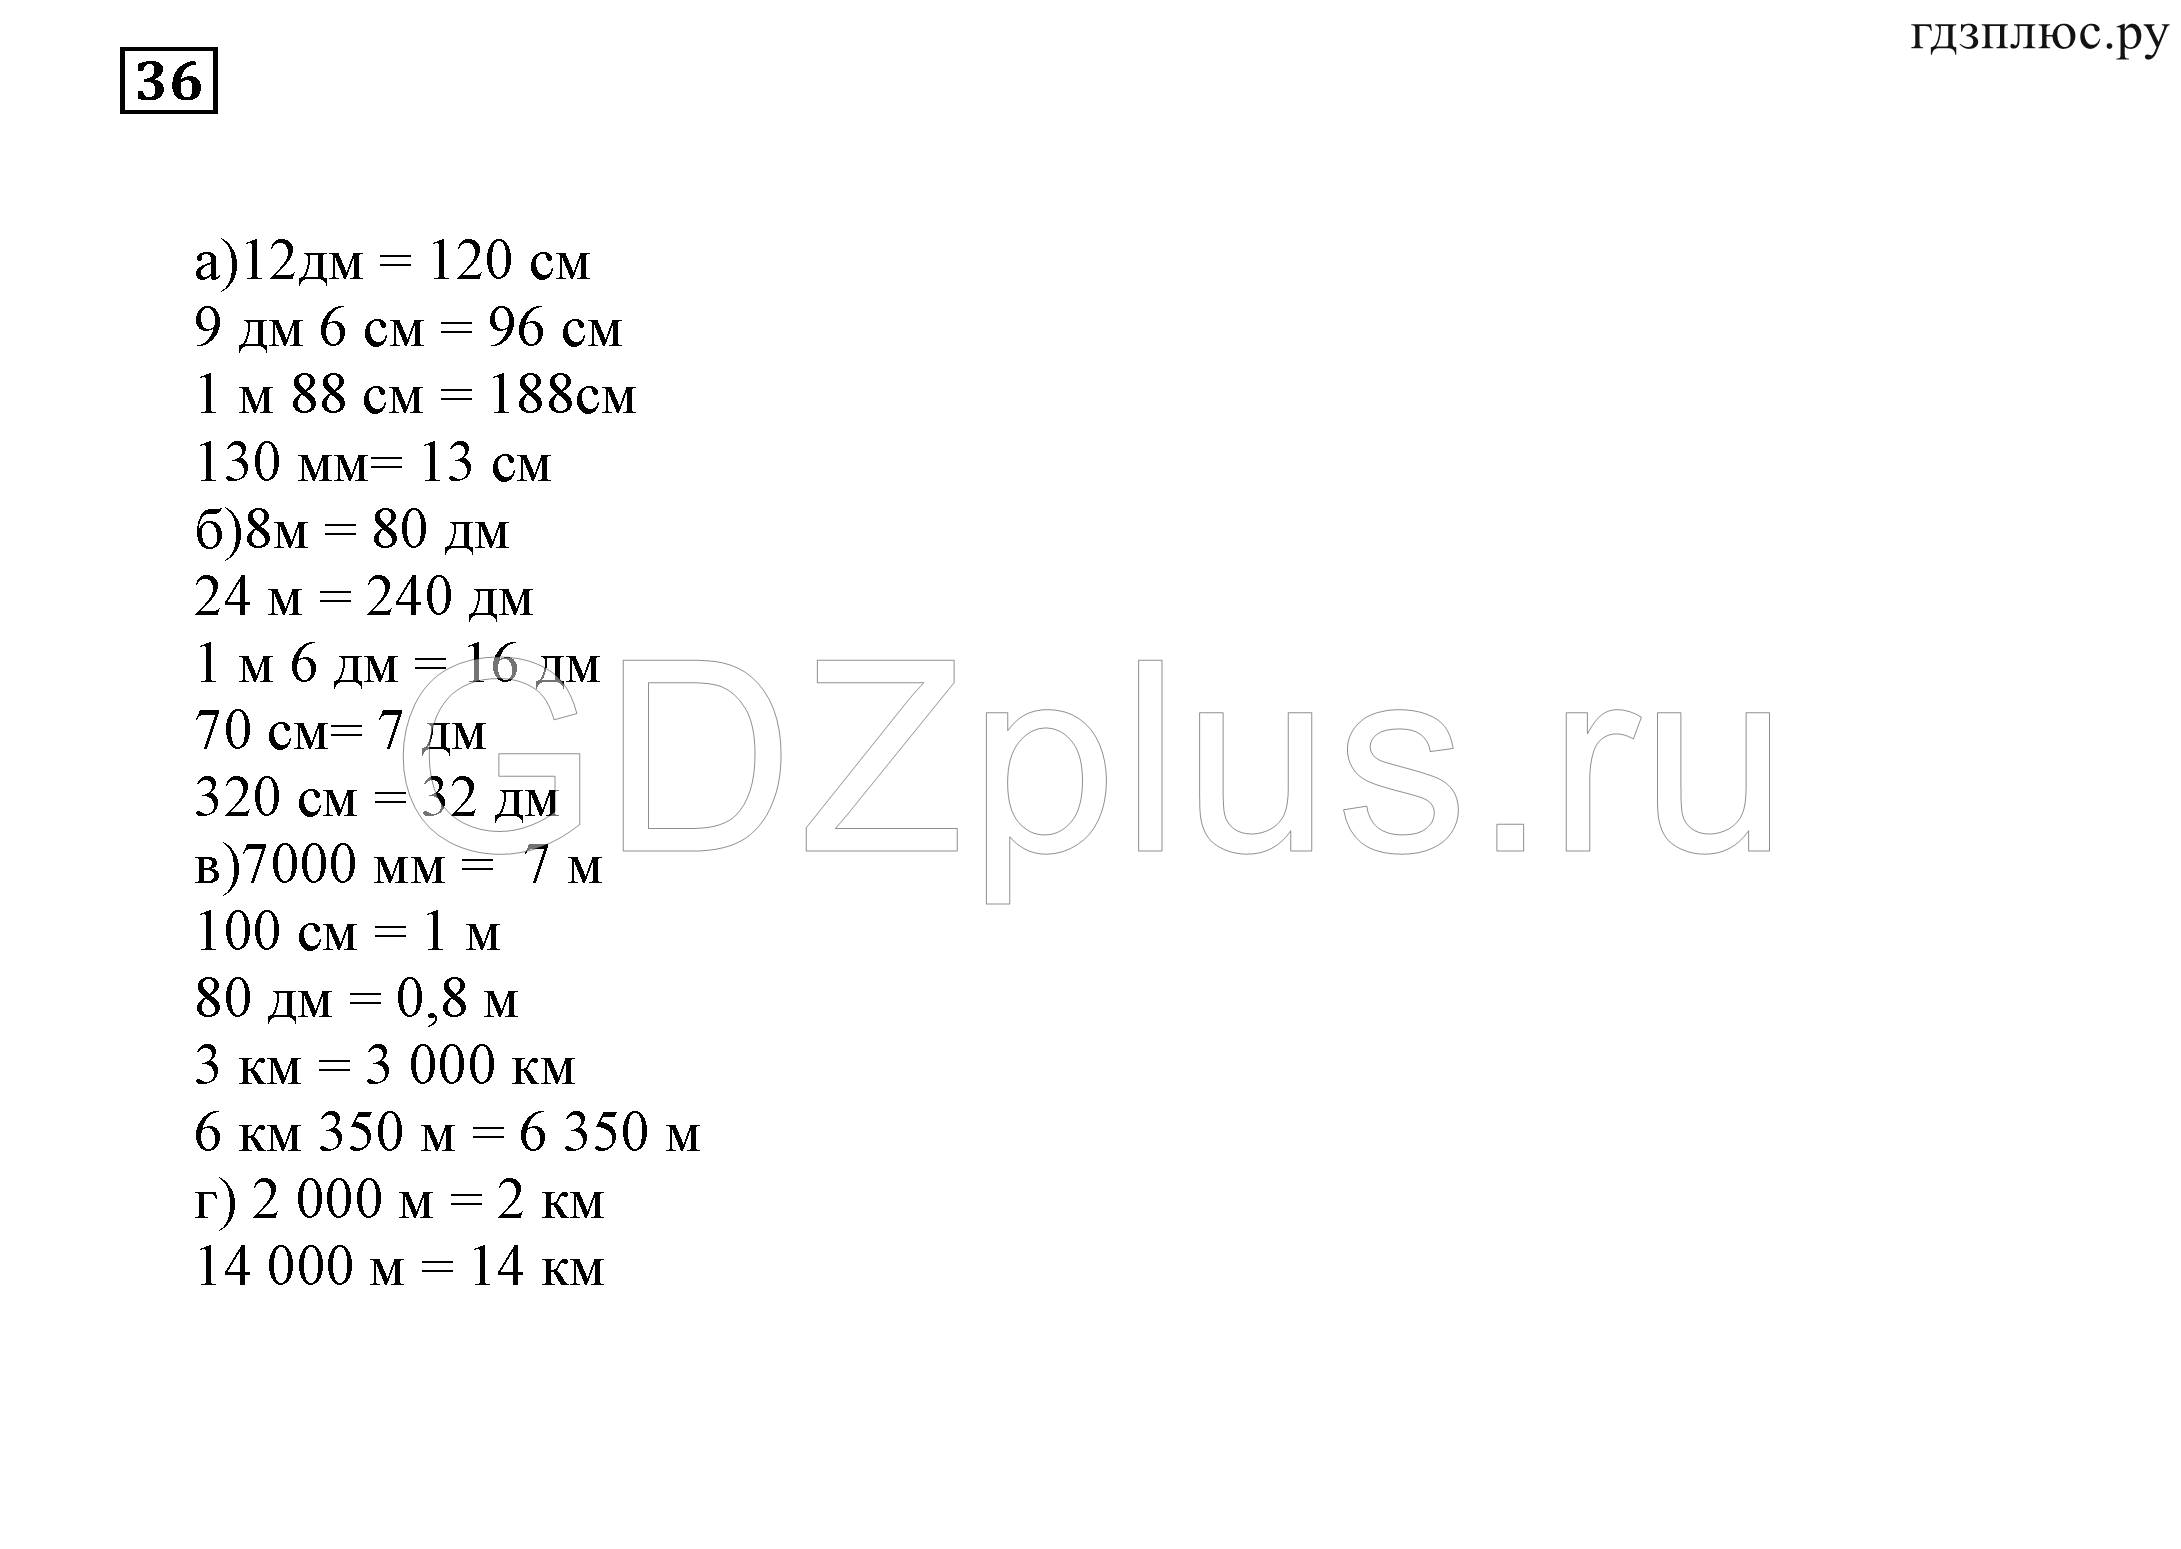 гдзплюс.ру
36
а)12дм = 120 см
9 дм 6 см = 96 см
1 м 88 см = 188см
130 мм= 13 см
б)8м = 80 дм
24 м = 240 дм
1 м 6 дм = 16 дм
70 см= 7 дм
320 см = 32 дм
GDZplus.ru
в)7000 мм =  7 м
100 см = 1 м
80 дм = 0,8 м
3 км = 3 000 км
6 км 350 м = 6 350 м
г) 2 000 м = 2 км
14 000 м = 14 км